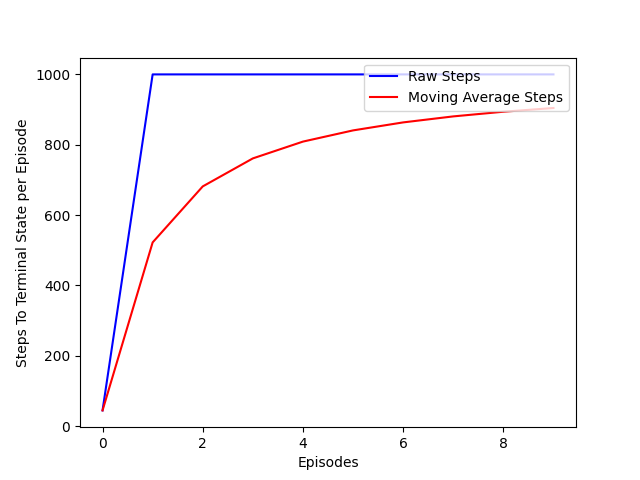 Raw Steps
Moving Average Steps
Steps To Terminal State per Episode
1000
800
600
400
200
0
0 2 4 6 8
Episodes